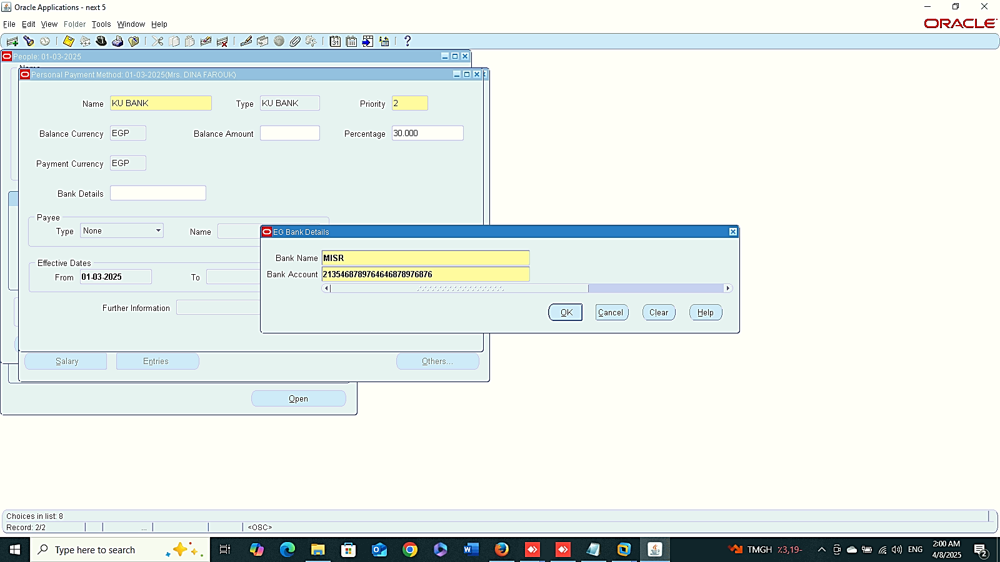 Oracle Applications - next 5
File Edit View Folder Tools Window Help
ORACLE
People: 01-03-2025
Name
Personal Payment Method: 01-03-2025(Mrs. DINA FAROUK)
Name KU BANK Type KU BANK Priority 2
Balance Currency EGP Balance Amount Percentage 30.000
Payment Currency EGP
Bank Details
Payee
Type None Name
EG Bank Details
Bank Name MISR
Bank Account 2135468789764646878976876
Effective Dates
From 01-03-2025 To
Further Information
OK Cancel Clear Help
Salary Entries Others...
Open
Choices in list: 8
Record: 2/2 ... <OSC>
Type here to search
TMGH ٪3,19- ENG 2:00 AM
4/8/2025
2